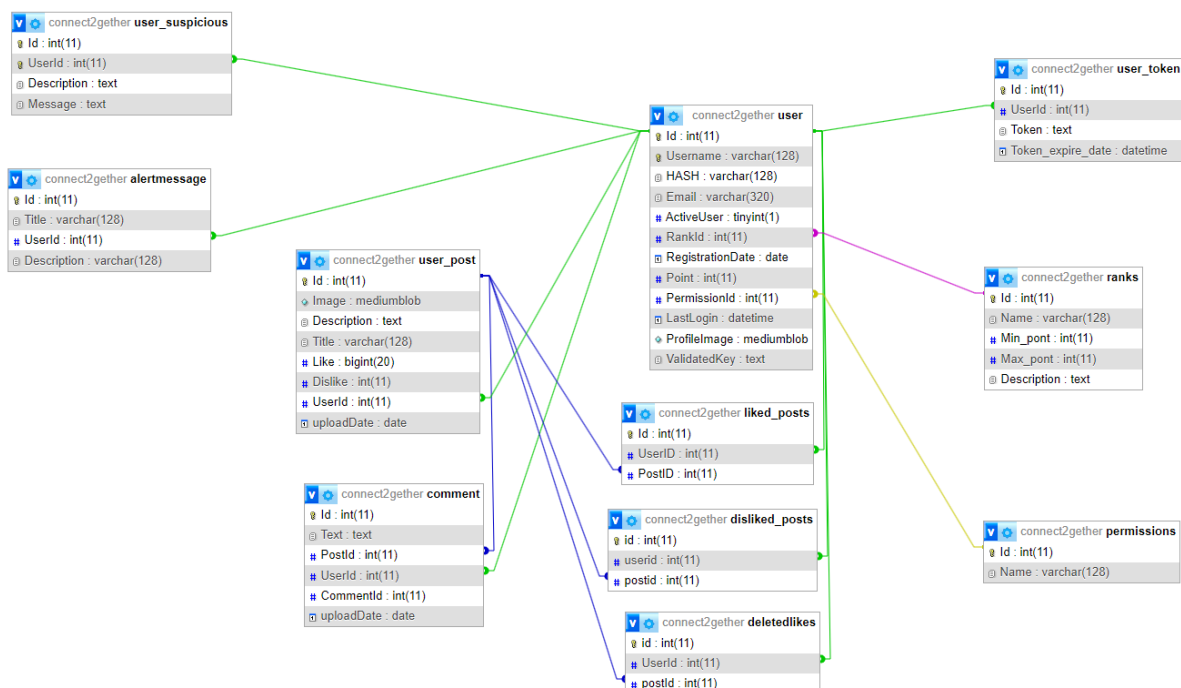 connect2gether user_suspicious
Id : int(11)
UserId : int(11)
Description : text
Message : text
connect2gether alertmessage
Id : int(11)
Title : varchar(128)
UserId : int(11)
Description : varchar(128)
connect2gether user_post
Id : int(11)
Image : mediumblob
Description : text
Title : varchar(128)
Like : bigint(20)
Dislike : int(11)
UserId : int(11)
uploadDate : date
connect2gether comment
Id : int(11)
Text : text
PostId : int(11)
UserId : int(11)
CommentId : int(11)
uploadDate : date
connect2gether user
Id : int(11)
Username : varchar(128)
HASH : varchar(128)
Email : varchar(320)
ActiveUser : tinyint(1)
RankId : int(11)
RegistrationDate : date
Point : int(11)
PermissionId : int(11)
LastLogin : datetime
ProfileImage : mediumblob
ValidatedKey : text
connect2gether liked_posts
Id : int(11)
UserID : int(11)
PostID : int(11)
connect2gether disliked_posts
id : int(11)
userid : int(11)
postid : int(11)
connect2gether deletedlikes
id : int(11)
UserId : int(11)
postId : int(11)
connect2gether user_token
Id : int(11)
UserId : int(11)
Token : text
Token_expire_date : datetime
connect2gether ranks
Id : int(11)
Name : varchar(128)
Min_pont : int(11)
Max_pont : int(11)
Description : text
connect2gether permissions
Id : int(11)
Name : varchar(128)